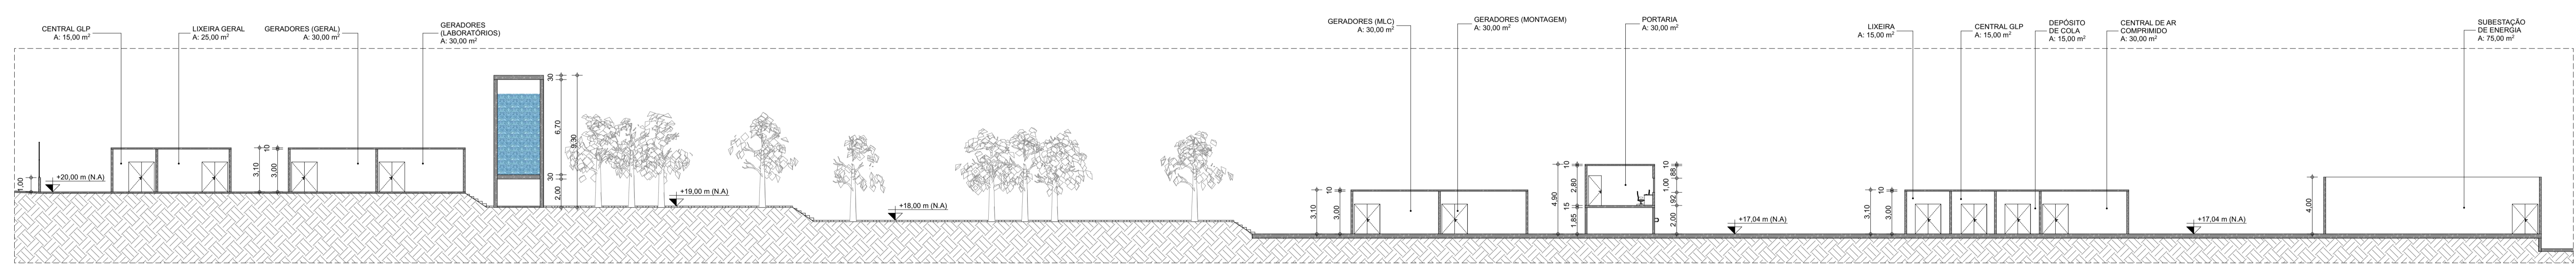 CENTRAL GLP
A: 15,00 m²
LIXEIRA GERAL
A: 25,00 m²
GERADORES (GERAL)
A: 30,00 m²
GERADORES
(LABORATÓRIOS)
A: 30,00 m²
GERADORES (MLC)
A: 30,00 m²
GERADORES (MONTAGEM)
A: 30,00 m²
PORTARIA
A: 30,00 m²
LIXEIRA
A: 15,00 m²
CENTRAL GLP
A: 15,00 m²
DEPÓSITO
DE COLA
A: 15,00 m²
CENTRAL DE AR
COMPRIMIDO
A: 30,00 m²
SUBESTAÇÃO
DE ENERGIA
A: 75,00 m²
1,00
+20,00 m (N.A)
3,10
10
3,00
30
6,70
30
2,00
9,30
+19,00 m (N.A)
+18,00 m (N.A)
3,10
10
3,00
4,90
10
2,80
15
1,85
10
88
1,00
92
2,00
+17,04 m (N.A)
3,10
10
3,00
+17,04 m (N.A)
4,00